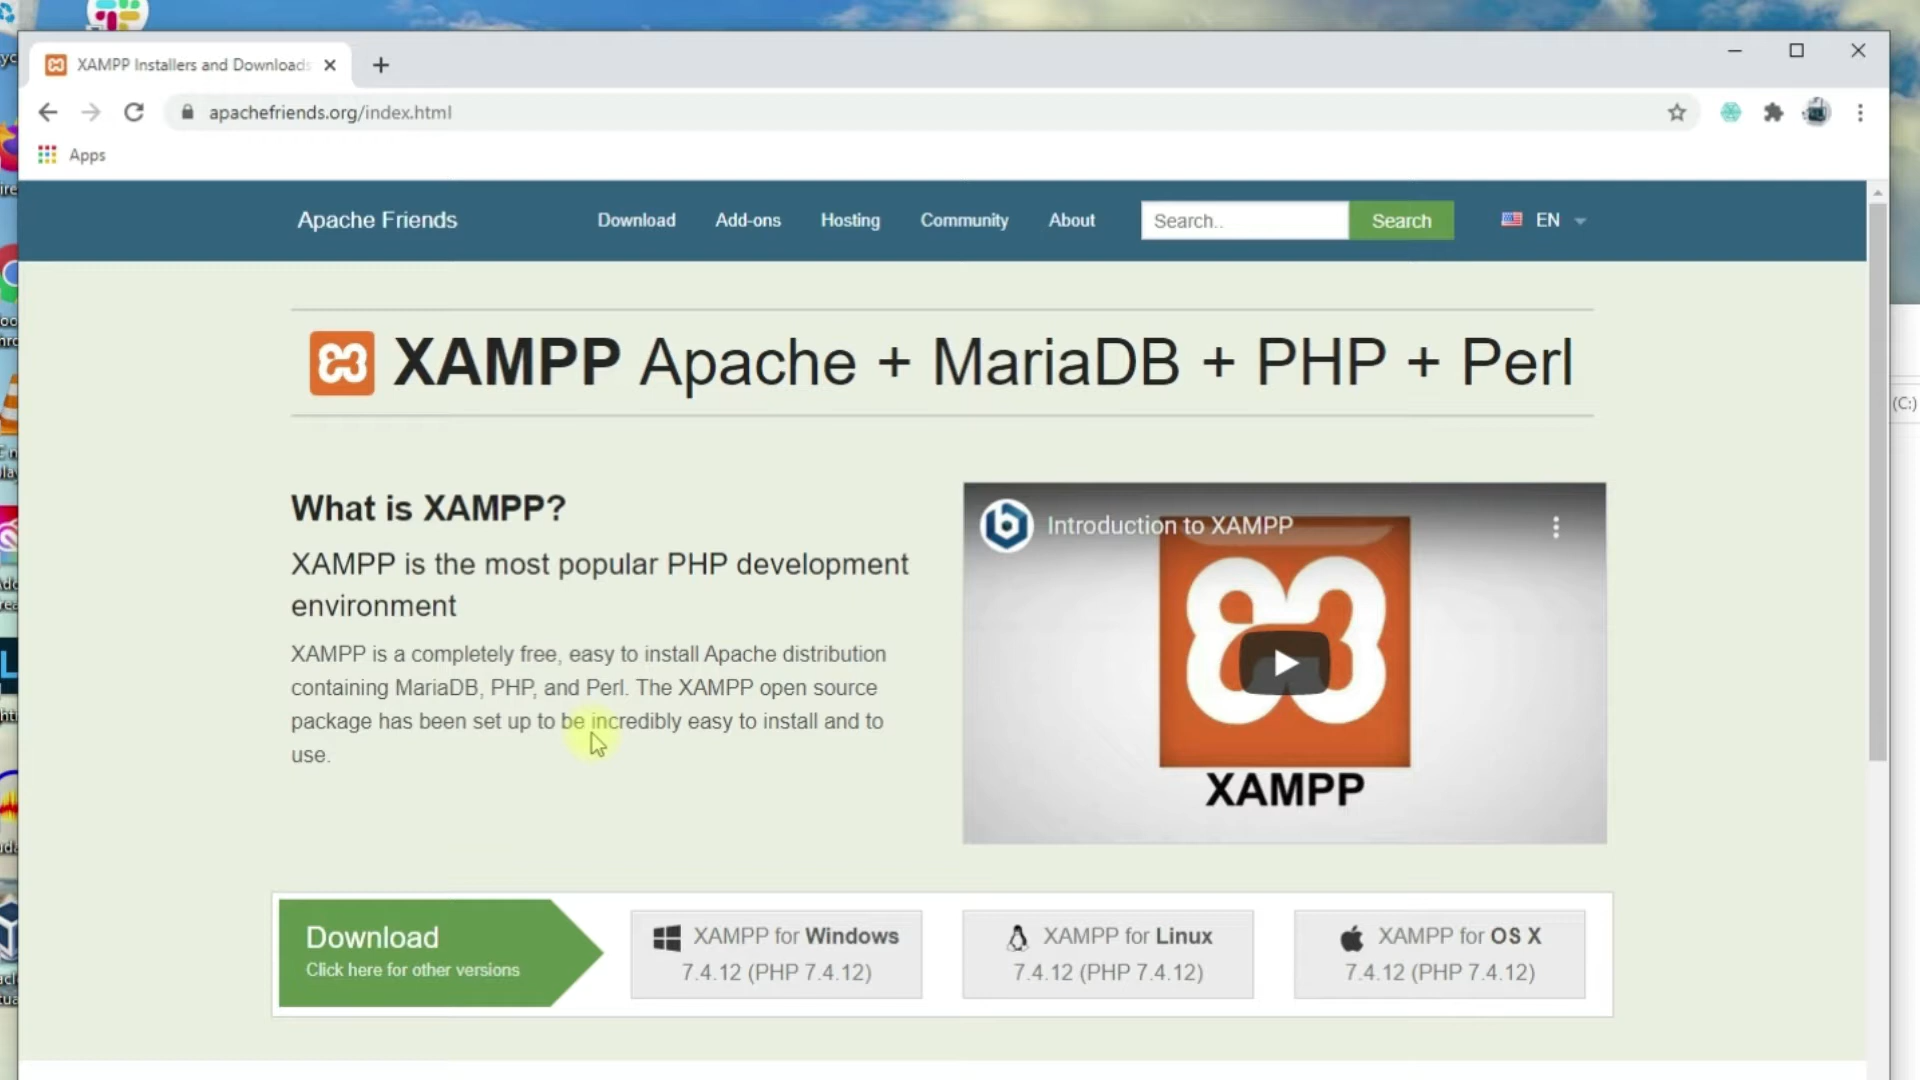 XAMPP Installers and Downloads
apachefriends.org/index.html
Apps
Apache Friends
Download
Add-ons
Hosting
Community
About
Search..
Search
EN
XAMPP Apache + MariaDB + PHP + Perl
What is XAMPP?
XAMPP is the most popular PHP development
environment
XAMPP is a completely free, easy to install Apache distribution
containing MariaDB, PHP, and Perl. The XAMPP open source
package has been set up to be incredibly easy to install and to
use.
Introduction to XAMPP
XAMPP
Download
Click here for other versions
XAMPP for Windows
7.4.12 (PHP 7.4.12)
XAMPP for Linux
7.4.12 (PHP 7.4.12)
XAMPP for OS X
7.4.12 (PHP 7.4.12)
(C:)